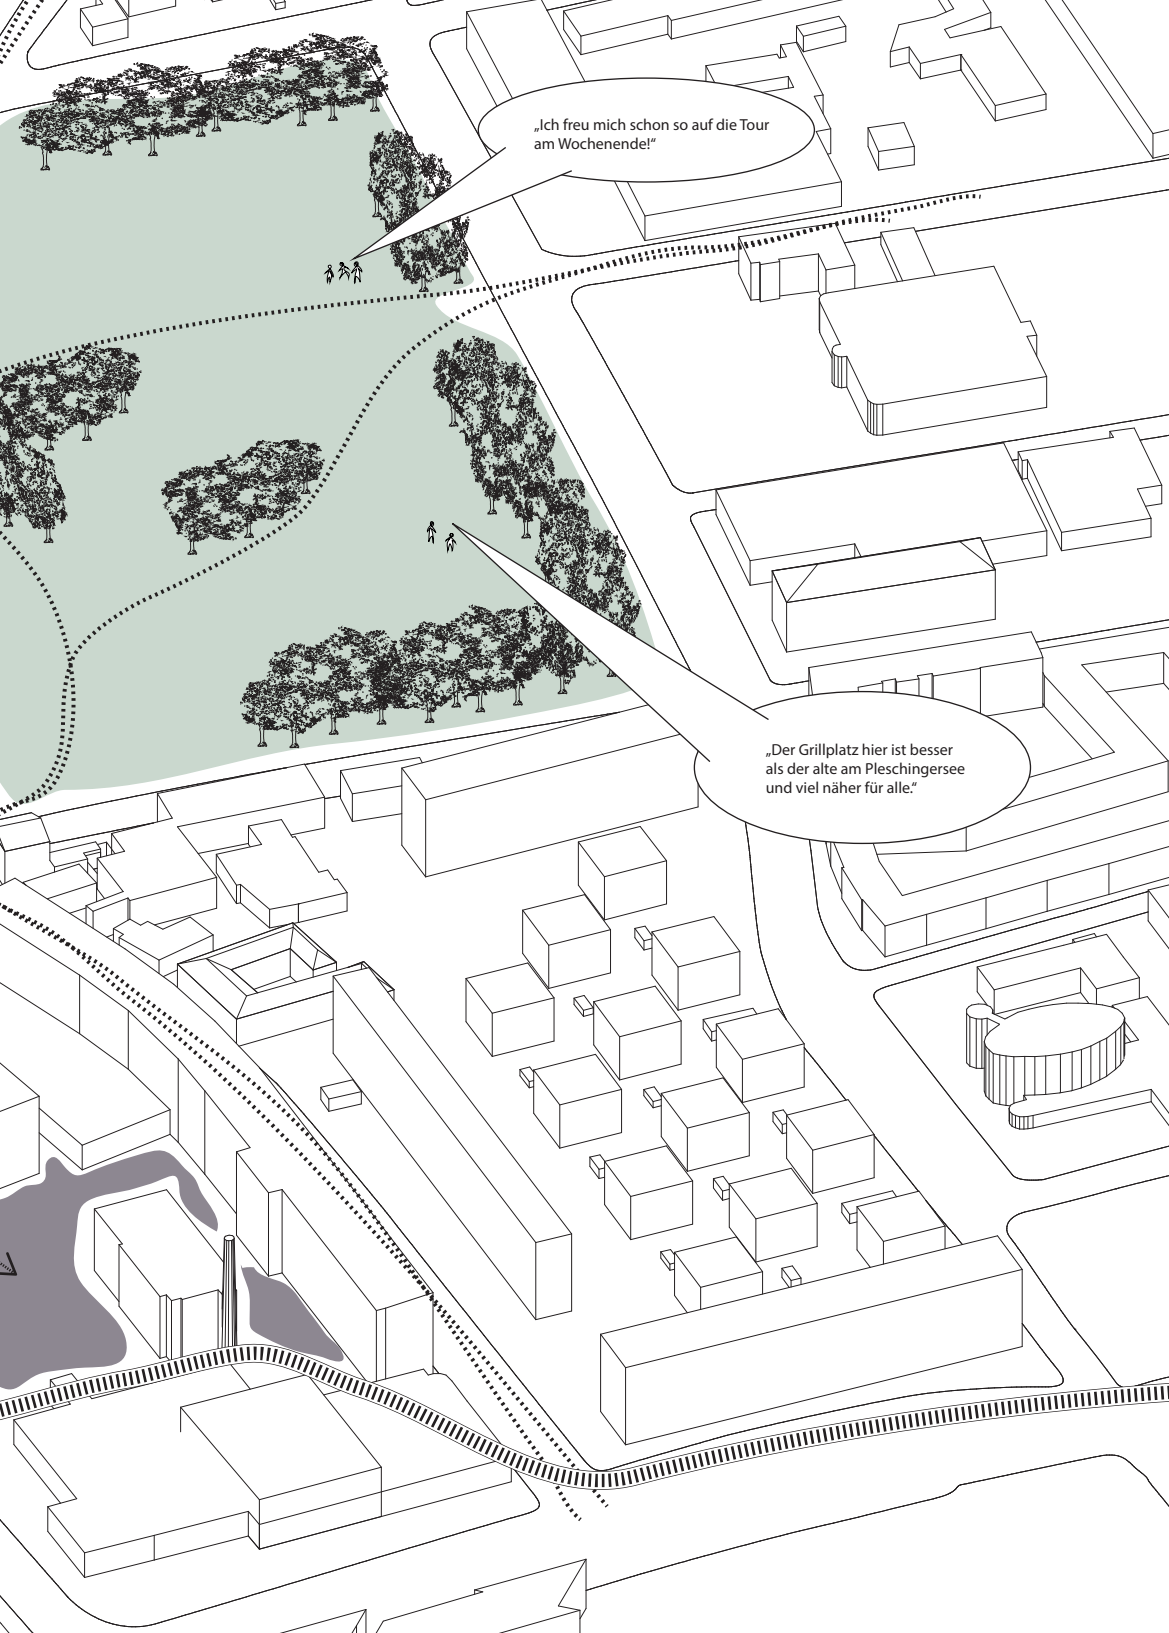 „Ich freu mich schon so auf die Tour
am Wochenende!“
„Der Grillplatz hier ist besser
als der alte am Pleschingersee
und viel näher für alle.“